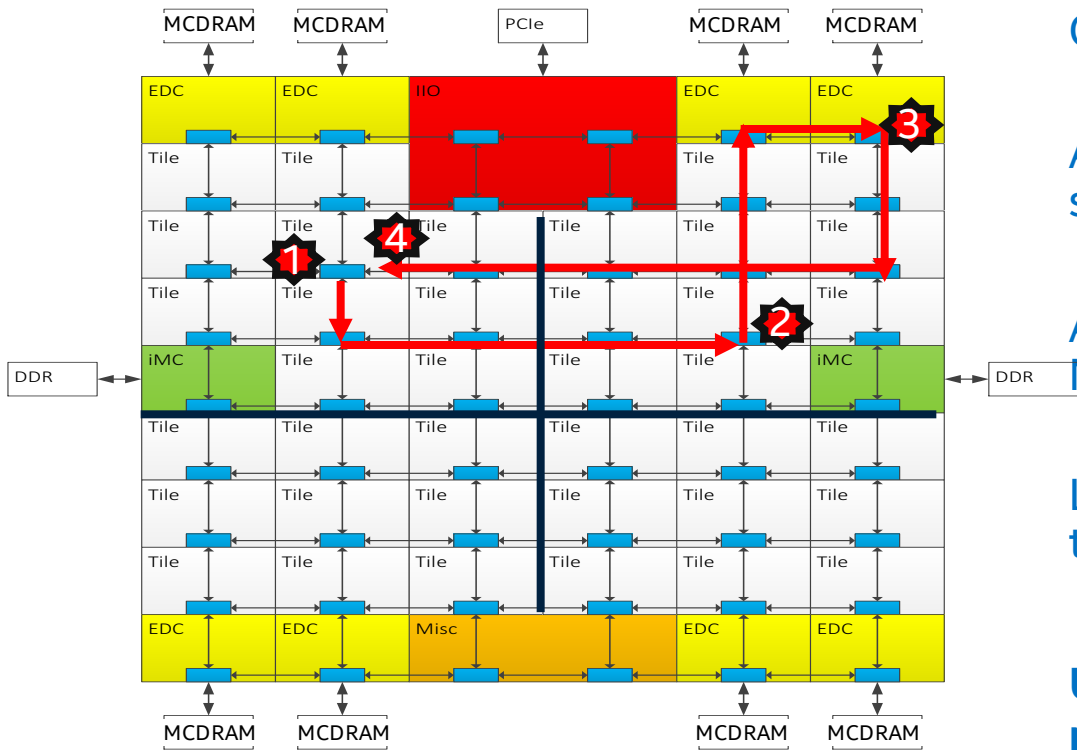 MCDRAM MCDRAM PCIe MCDRAM MCDRAM
EDC EDC IIO EDC EDC
3
Tile Tile Tile Tile
Tile Tile Tile Tile Tile Tile
1 4
Tile Tile Tile Tile Tile Tile
2
iMC Tile Tile Tile Tile iMC
DDR DDR
Tile Tile Tile Tile Tile Tile
Tile Tile Tile Tile Tile Tile
Tile Tile Tile Tile Tile Tile
EDC EDC Misc EDC EDC
MCDRAM MCDRAM MCDRAM MCDRAM